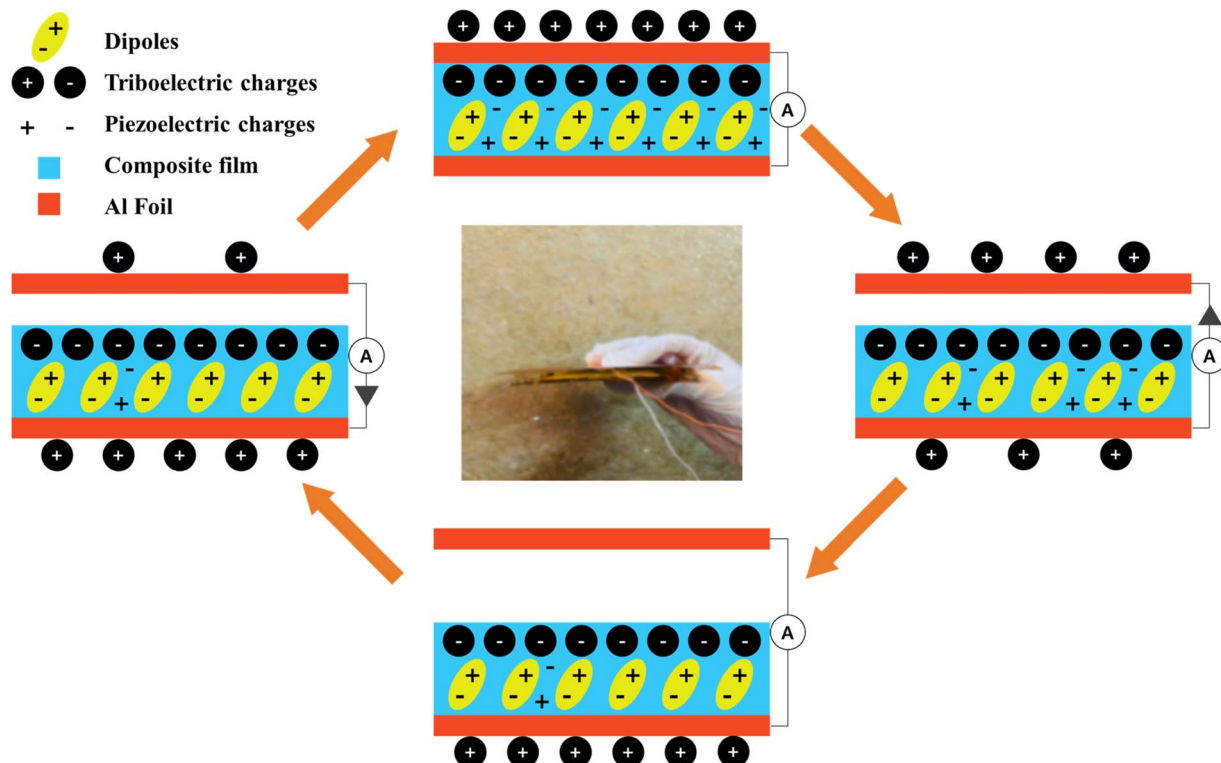 Dipoles
Triboelectric charges
Piezoelectric charges
Composite film
Al Foil
A
A
A
A